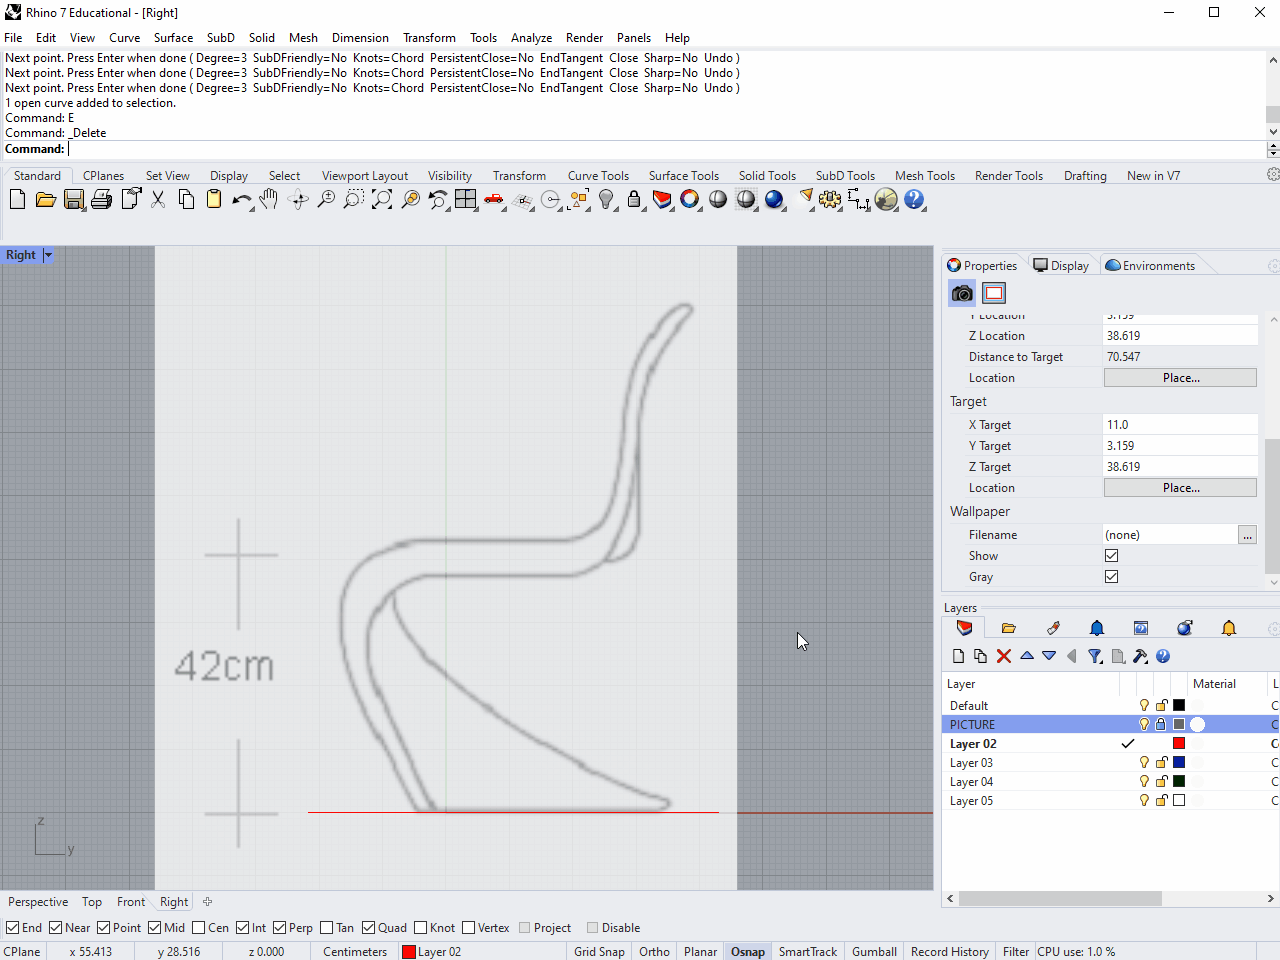 Rhino 7 Educational - [Right]
File Edit View Curve Surface SubD Solid Mesh Dimension Transform Tools Analyze Render Panels Help
Next point. Press Enter when done ( Degree=3 SubDFriendly=No Knots=Chord PersistentClose=No EndTangent Close Sharp=No Undo )
Next point. Press Enter when done ( Degree=3 SubDFriendly=No Knots=Chord PersistentClose=No EndTangent Close Sharp=No Undo )
Next point. Press Enter when done ( Degree=3 SubDFriendly=No Knots=Chord PersistentClose=No EndTangent Close Sharp=No Undo )
1 open curve added to selection.
Command: E
Command: _Delete
Command:
Standard CPlanes Set View Display Select Viewport Layout Visibility Transform Curve Tools Surface Tools Solid Tools SubD Tools Mesh Tools Render Tools Drafting New in V7
Right
42cm
z
y
Properties Display Environments
Y Location 3.159
Z Location 38.619
Distance to Target 70.547
Location Place...
Target
X Target 11.0
Y Target 3.159
Z Target 38.619
Location Place...
Wallpaper
Filename (none) ...
Show
Gray
Layers
Layer Material L
Default C
PICTURE C
Layer 02 C
Layer 03 C
Layer 04 C
Layer 05 C
Perspective Top Front Right
End Near Point Mid Cen Int Perp Tan Quad Knot Vertex Project Disable
CPlane x 55.413 y 28.516 z 0.000 Centimeters Layer 02 Grid Snap Ortho Planar Osnap SmartTrack Gumball Record History Filter CPU use: 1.0 %